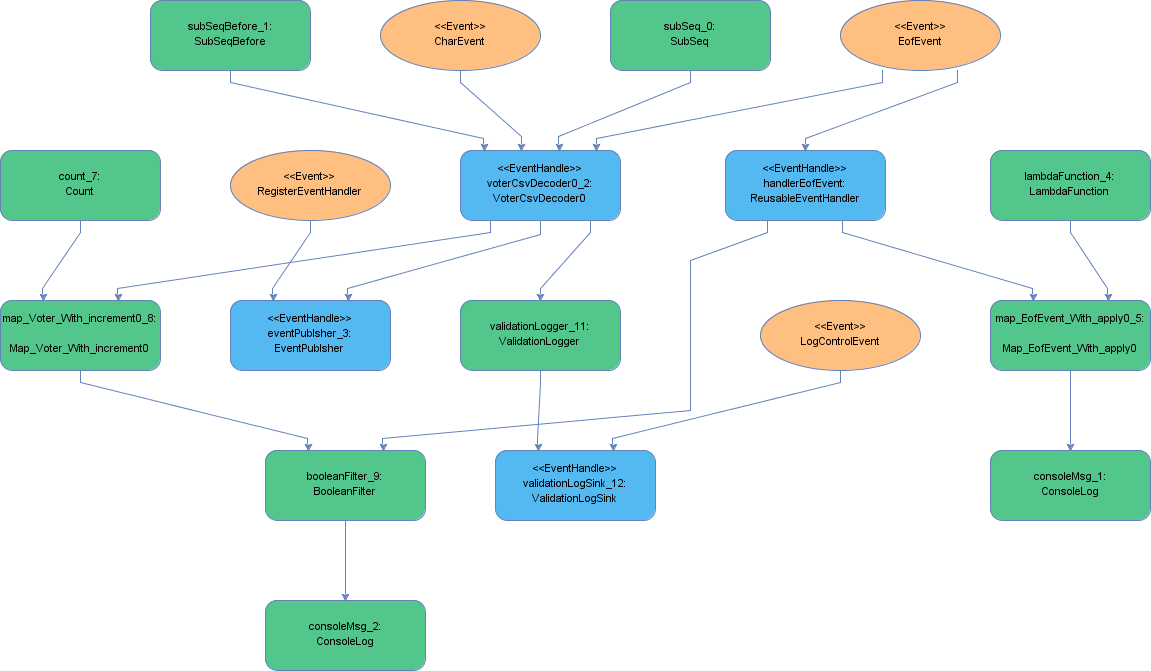 subSeqBefore_1:
SubSeqBefore
<<Event>>
CharEvent
subSeq_0:
SubSeq
<<Event>>
EofEvent
count_7:
Count
<<Event>>
RegisterEventHandler
<<EventHandle>>
voterCsvDecoder0_2:
VoterCsvDecoder0
<<EventHandle>>
handlerEofEvent:
ReusableEventHandler
lambdaFunction_4:
LambdaFunction
map_Voter_With_increment0_8:
Map_Voter_With_increment0
<<EventHandle>>
eventPublsher_3:
EventPublsher
validationLogger_11:
ValidationLogger
<<Event>>
LogControlEvent
map_EofEvent_With_apply0_5:
Map_EofEvent_With_apply0
booleanFilter_9:
BooleanFilter
<<EventHandle>>
validationLogSink_12:
ValidationLogSink
consoleMsg_1:
ConsoleLog
consoleMsg_2:
ConsoleLog